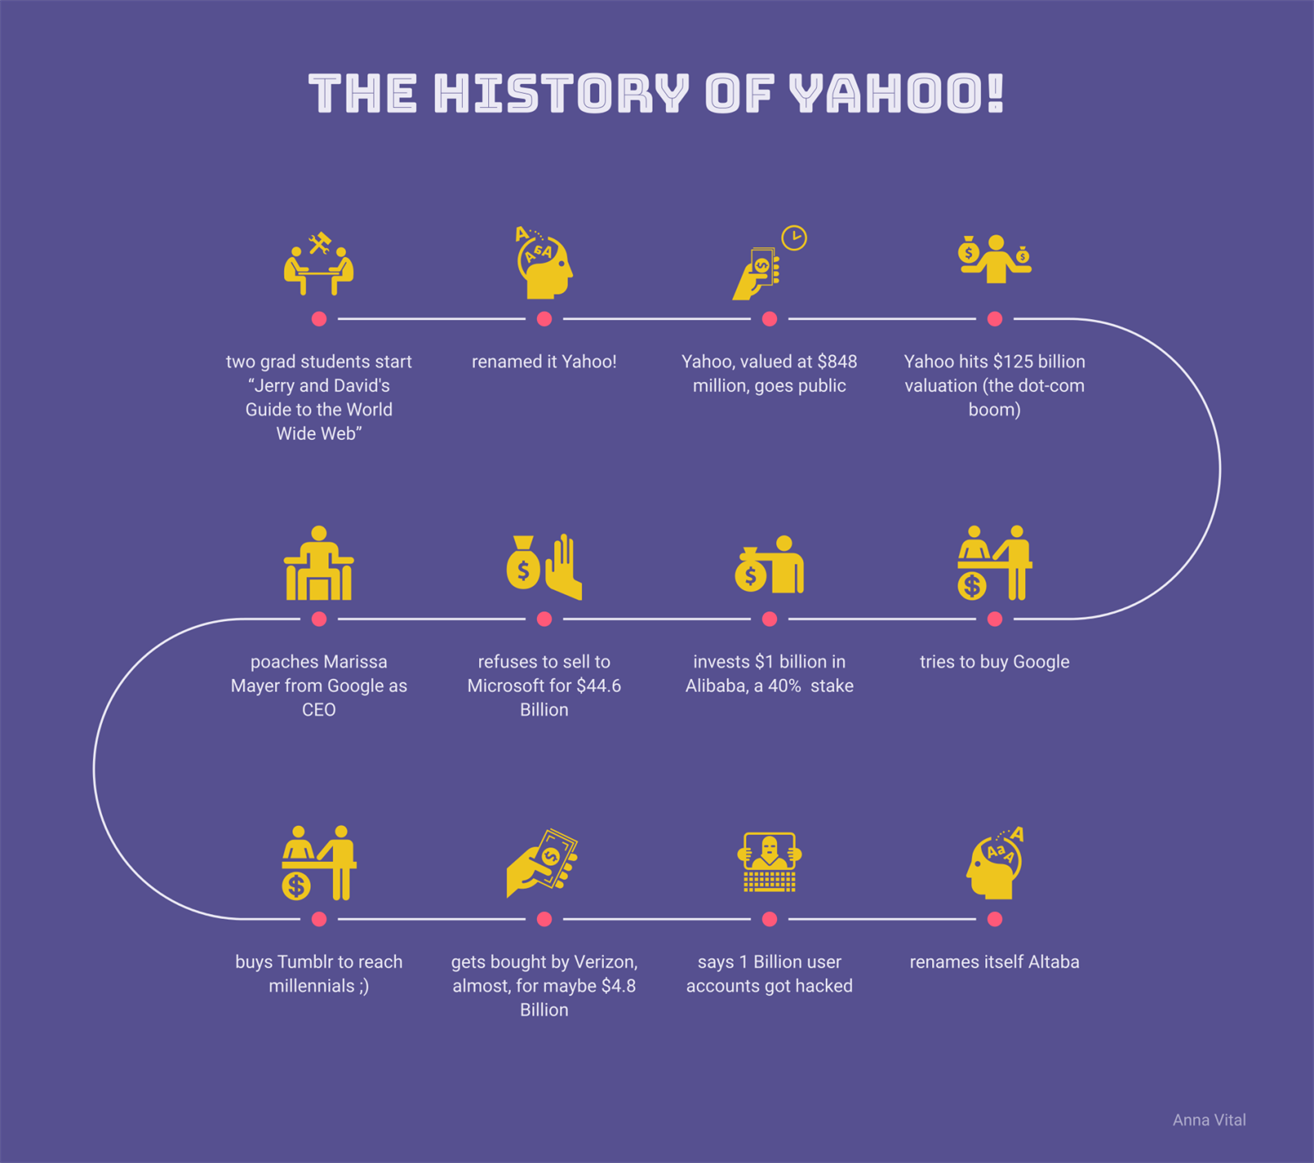 THE HISTORY OF YAHOO!
two grad students start
“Jerry and David's
Guide to the World
Wide Web”
renamed it Yahoo!
Yahoo, valued at $848
million, goes public
Yahoo hits $125 billion
valuation (the dot-com
boom)
tries to buy Google
invests $1 billion in
Alibaba, a 40%  stake
refuses to sell to
Microsoft for $44.6
Billion
poaches Marissa
Mayer from Google as
CEO
buys Tumblr to reach
millennials ;)
gets bought by Verizon,
almost, for maybe $4.8
Billion
says 1 Billion user
accounts got hacked
renames itself Altaba
Anna Vital